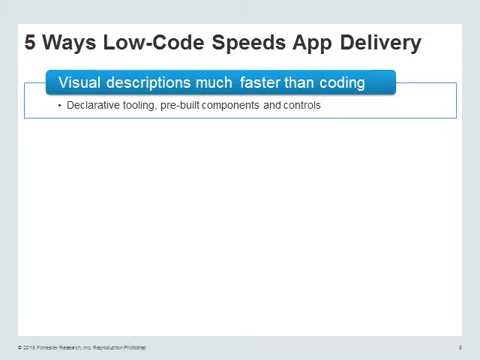 5 Ways Low-Code Speeds App Delivery
Visual descriptions much faster than coding
• Declarative tooling, pre-built components and controls
© 2015 Forrester Research, Inc. Reproduction Prohibited